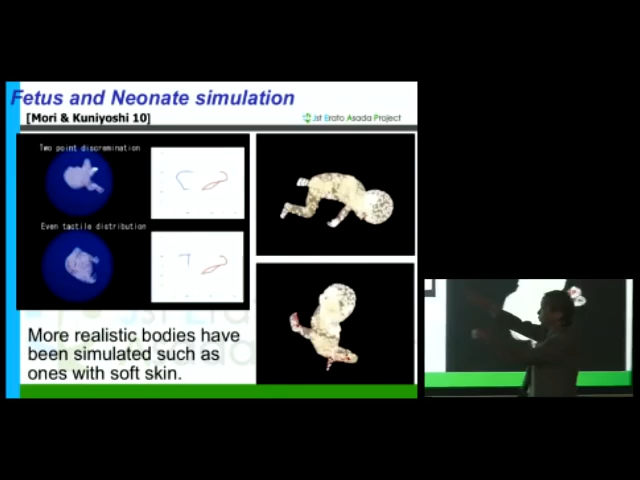 Fetus and Neonate simulation
[Mori & Kuniyoshi 10]
Jst Erato Asada Project
Two point discrimination
Even tactile distribution
More realistic bodies have
been simulated such as
ones with soft skin.